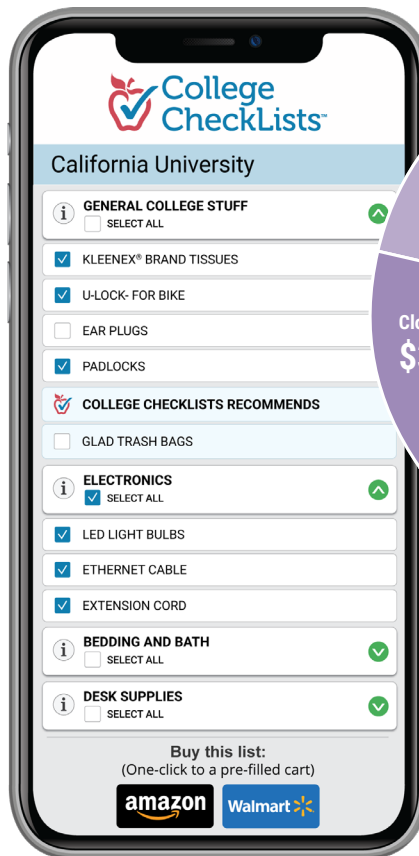 College
CheckLists™
California University
GENERAL COLLEGE STUFF
SELECT ALL
KLEENEX® BRAND TISSUES
U-LOCK- FOR BIKE
EAR PLUGS
PADLOCKS
COLLEGE CHECKLISTS RECOMMENDS
GLAD TRASH BAGS
ELECTRONICS
SELECT ALL
LED LIGHT BULBS
ETHERNET CABLE
EXTENSION CORD
BEDDING AND BATH
SELECT ALL
DESK SUPPLIES
SELECT ALL
Buy this list:
(One-click to a pre-filled cart)
amazon
Walmart